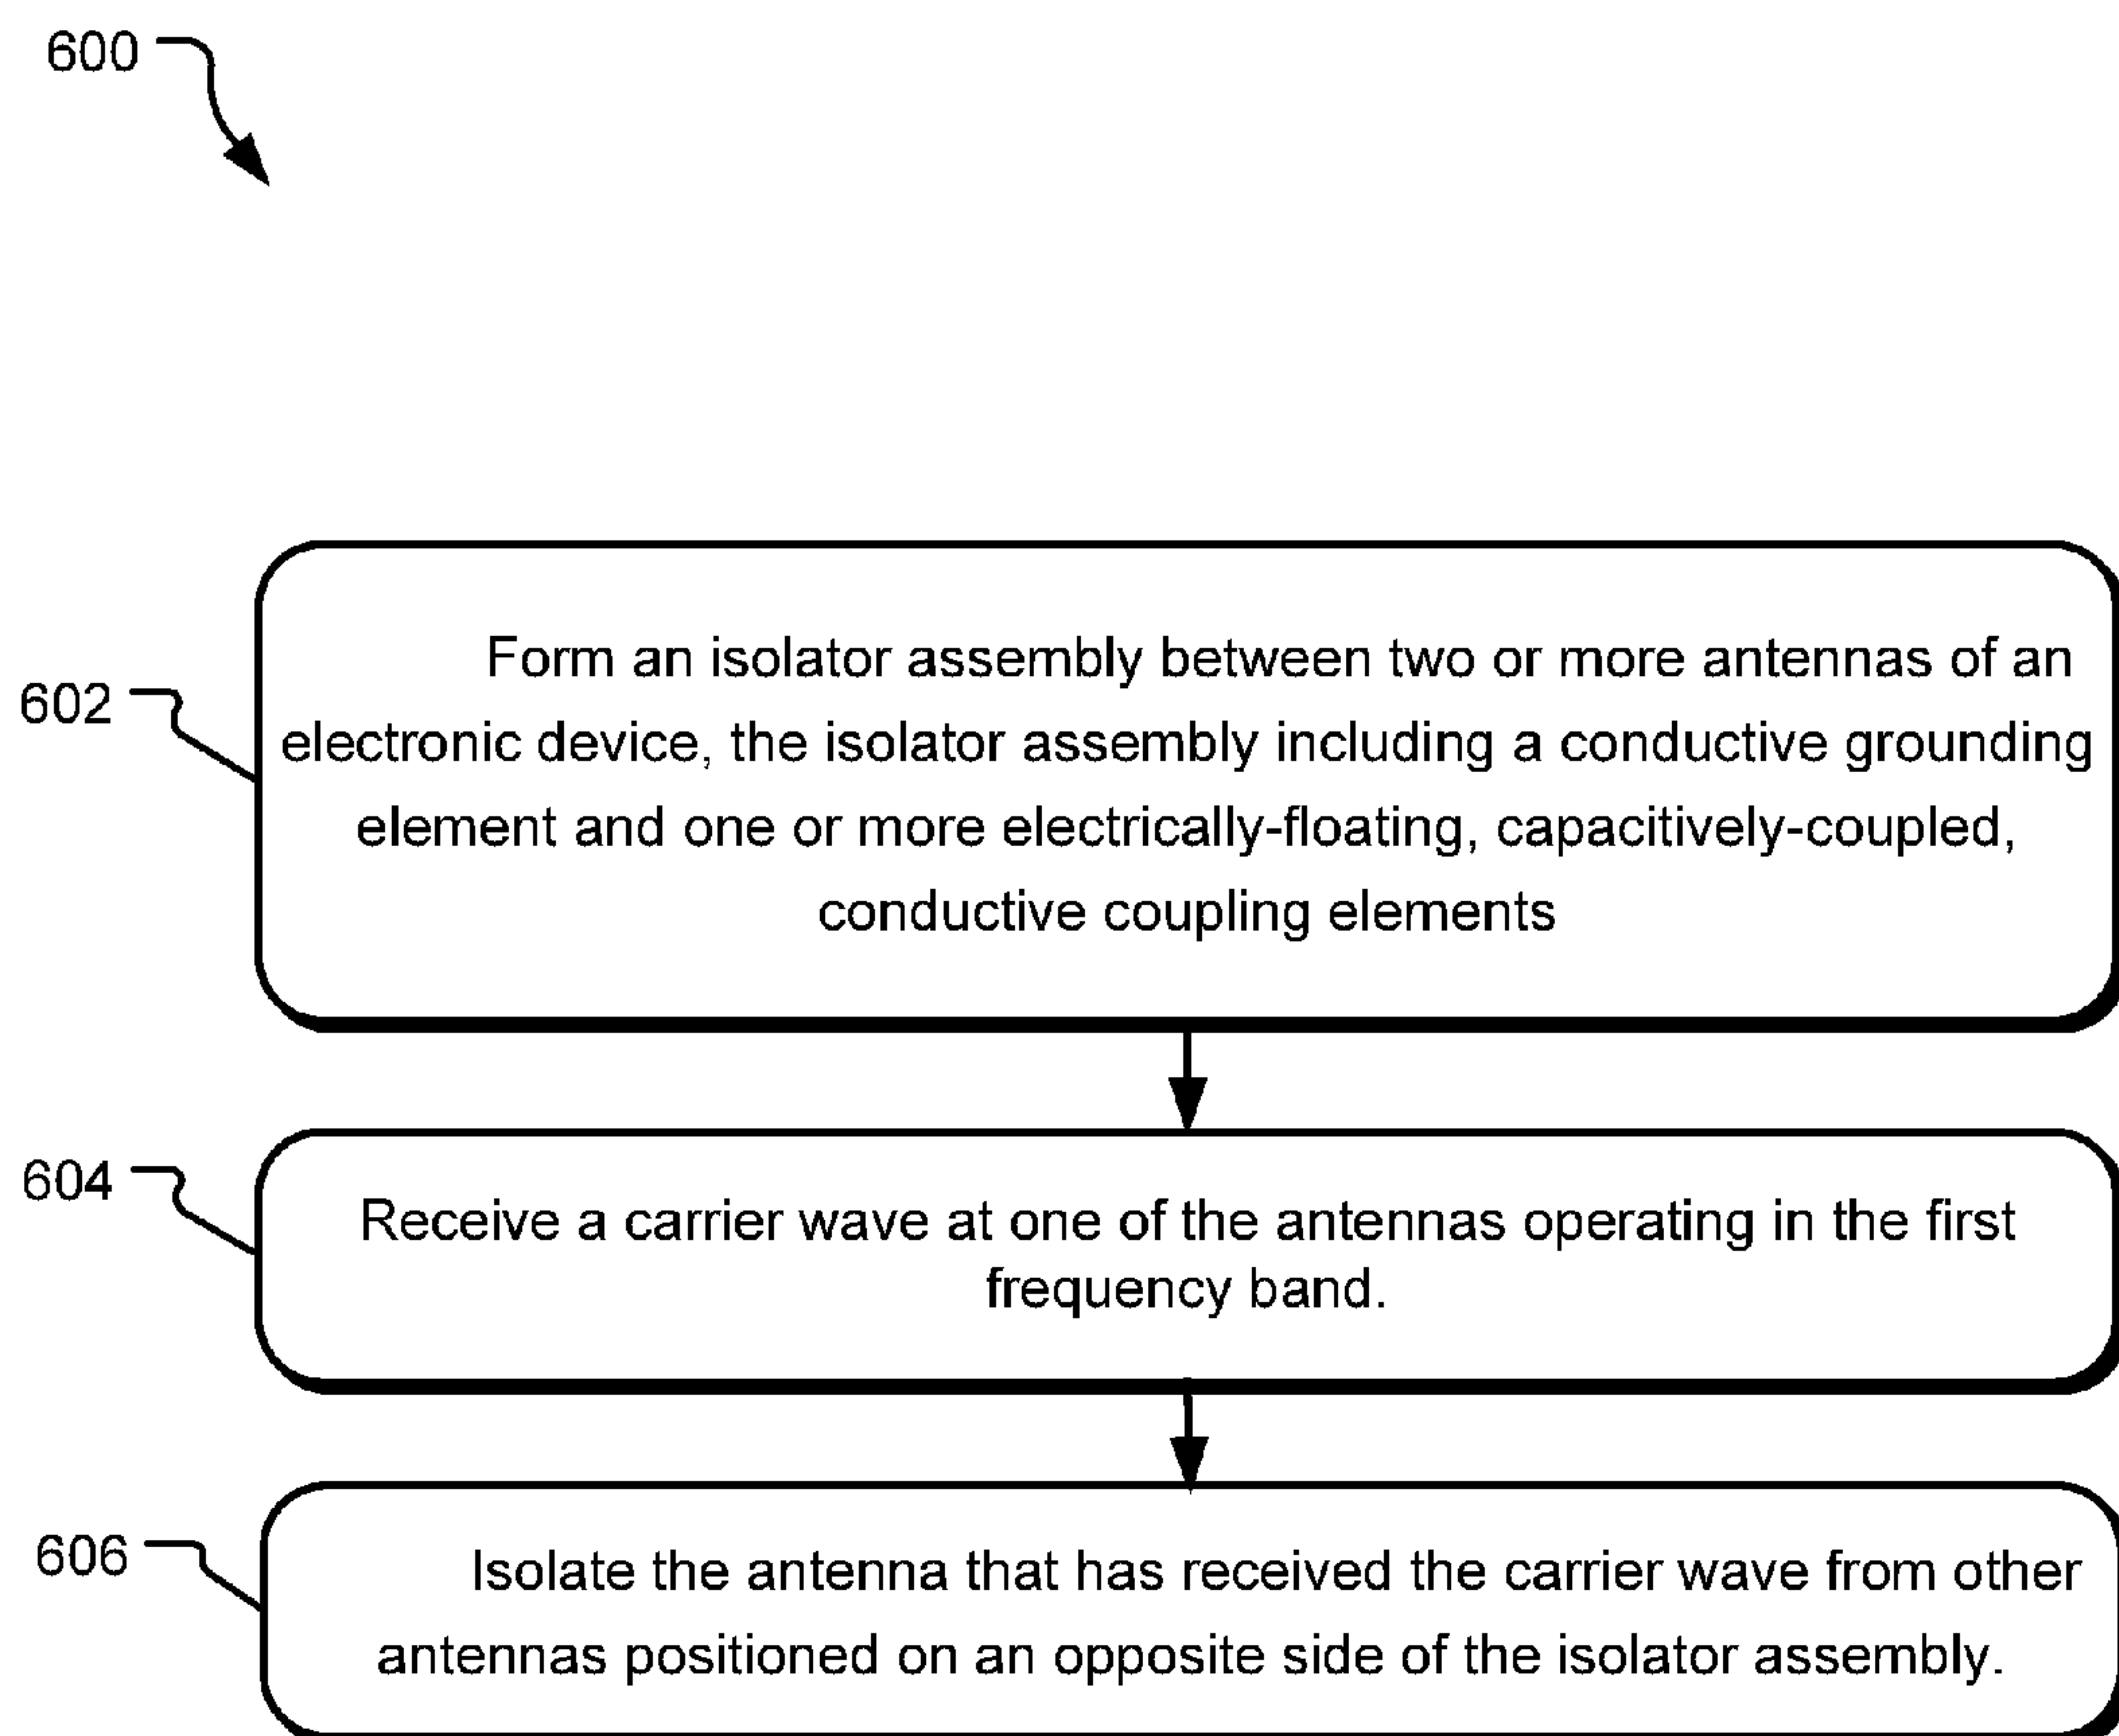 600
602
Form an isolator assembly between two or more antennas of an
electronic device, the isolator assembly including a conductive grounding
element and one or more electrically-floating, capacitively-coupled,
conductive coupling elements
604
Receive a carrier wave at one of the antennas operating in the first
frequency band.
606
Isolate the antenna that has received the carrier wave from other
antennas positioned on an opposite side of the isolator assembly.